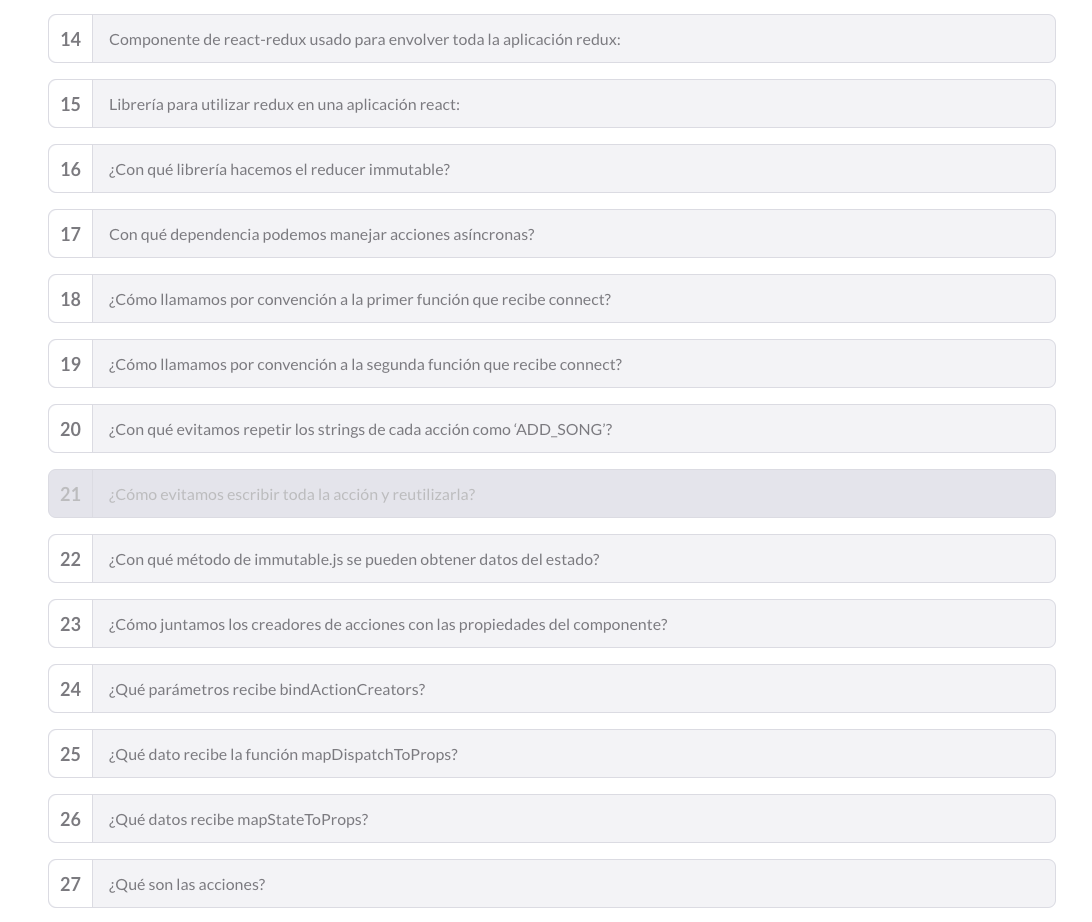 14 Componente de react-redux usado para envolver toda la aplicación redux:
15 Librería para utilizar redux en una aplicación react:
16 ¿Con qué librería hacemos el reducer immutable?
17 Con qué dependencia podemos manejar acciones asíncronas?
18 ¿Cómo llamamos por convención a la primer función que recibe connect?
19 ¿Cómo llamamos por convención a la segunda función que recibe connect?
20 ¿Con qué evitamos repetir los strings de cada acción como ‘ADD_SONG’?
21 ¿Cómo evitamos escribir toda la acción y reutilizarla?
22 ¿Con qué método de immutable.js se pueden obtener datos del estado?
23 ¿Cómo juntamos los creadores de acciones con las propiedades del componente?
24 ¿Qué parámetros recibe bindActionCreators?
25 ¿Qué dato recibe la función mapDispatchToProps?
26 ¿Qué datos recibe mapStateToProps?
27 ¿Qué son las acciones?